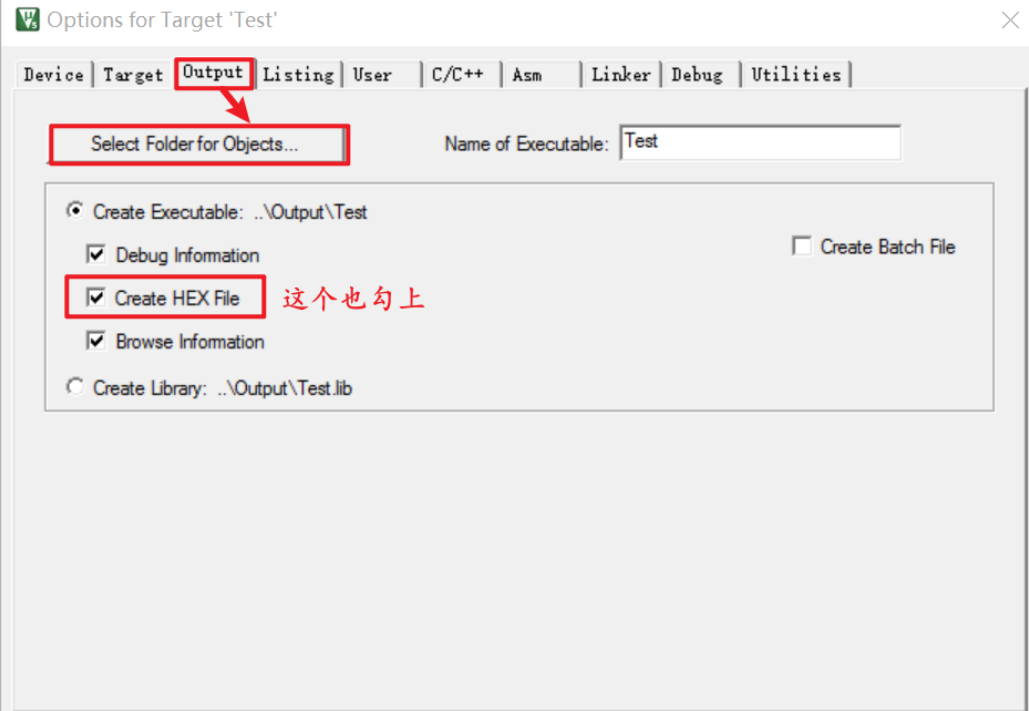 Options for Target 'Test'
Device Target Output Listing User C/C++ Asm Linker Debug Utilities
Select Folder for Objects... Name of Executable: Test
Create Executable: ..\Output\Test
Debug Information Create Batch File
Create HEX File 这个也勾上
Browse Information
Create Library: ..\Output\Test.lib